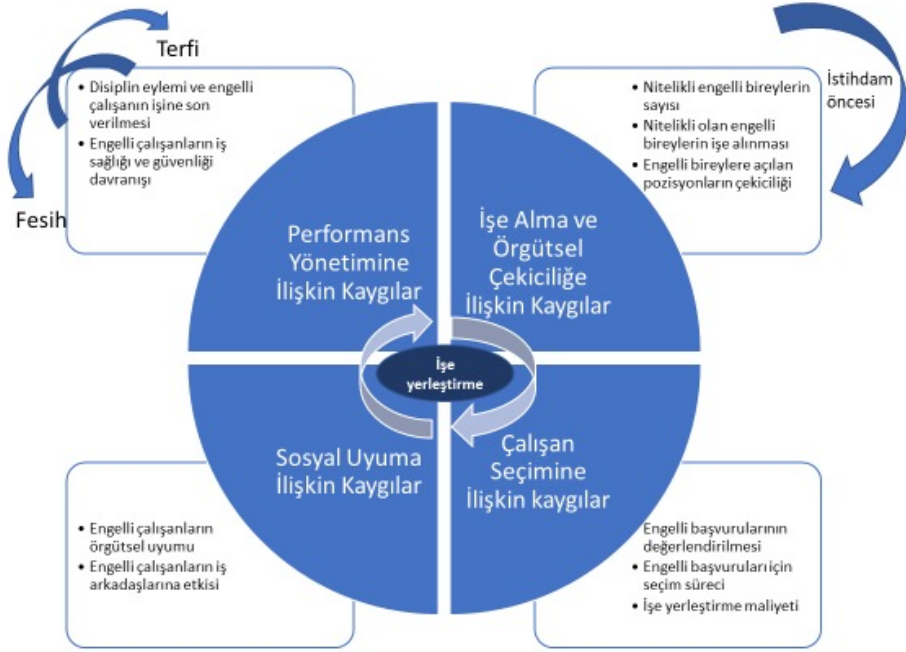 Terfi
• Disiplin eylemi ve engelli
çalışanın işine son
verilmesi
• Engelli çalışanların iş
sağlığı ve güvenliği
davranışı
Fesih
• Nitelikli engelli bireylerin
sayısı
• Nitelikli olan engelli
bireylerin işe alınması
• Engelli bireylere açılan
pozisyonların çekiciliği
İstihdam
öncesi
Performans
Yönetimine
İlişkin Kaygılar
İşe Alma ve
Örgütsel
Çekiciliğe
İlişkin Kaygılar
İşe
yerleştirme
Sosyal Uyuma
İlişkin Kaygılar
Çalışan
Seçimine
İlişkin kaygılar
• Engelli çalışanların
örgütsel uyumu
• Engelli çalışanların iş
arkadaşlarına etkisi
Engelli başvurularının
değerlendirilmesi
• Engelli başvuruları için
seçim süreci
• İşe yerleştirme maliyeti